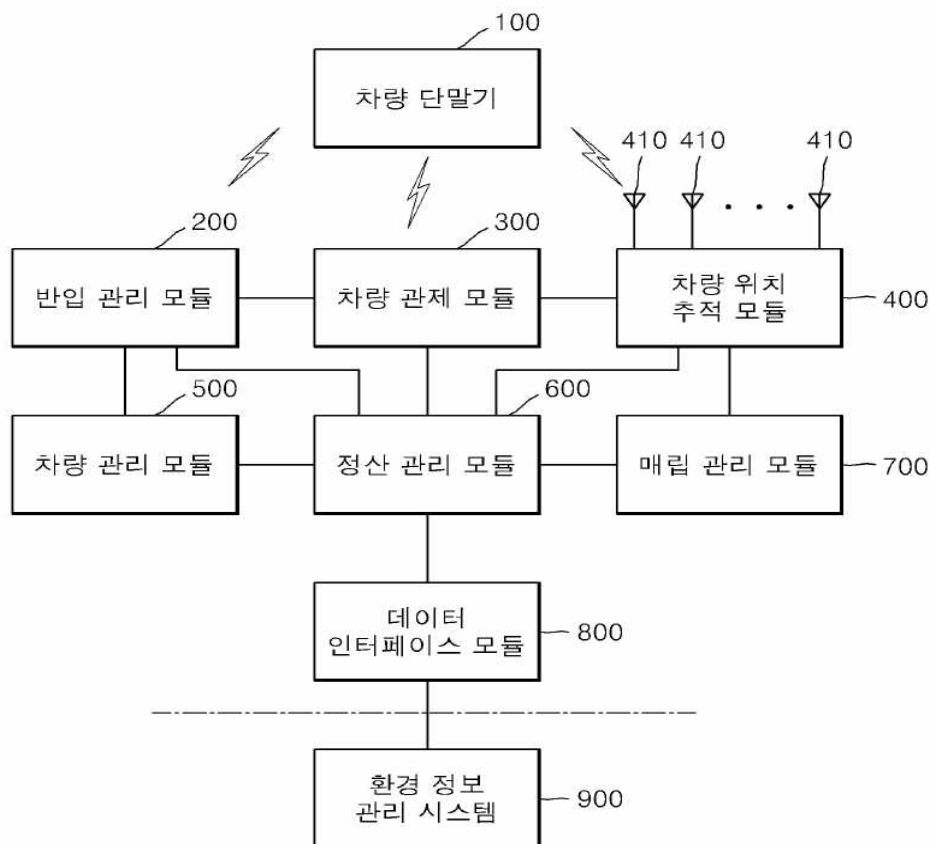 100
차량 단말기
410 410 410
200 300
반입 관리 모듈
차량 관제 모듈
차량 위치
추적 모듈
400
500 600
차량 관리 모듈
정산 관리 모듈
매립 관리 모듈
700
데이터
인터페이스 모듈
800
환경 정보
관리 시스템
900